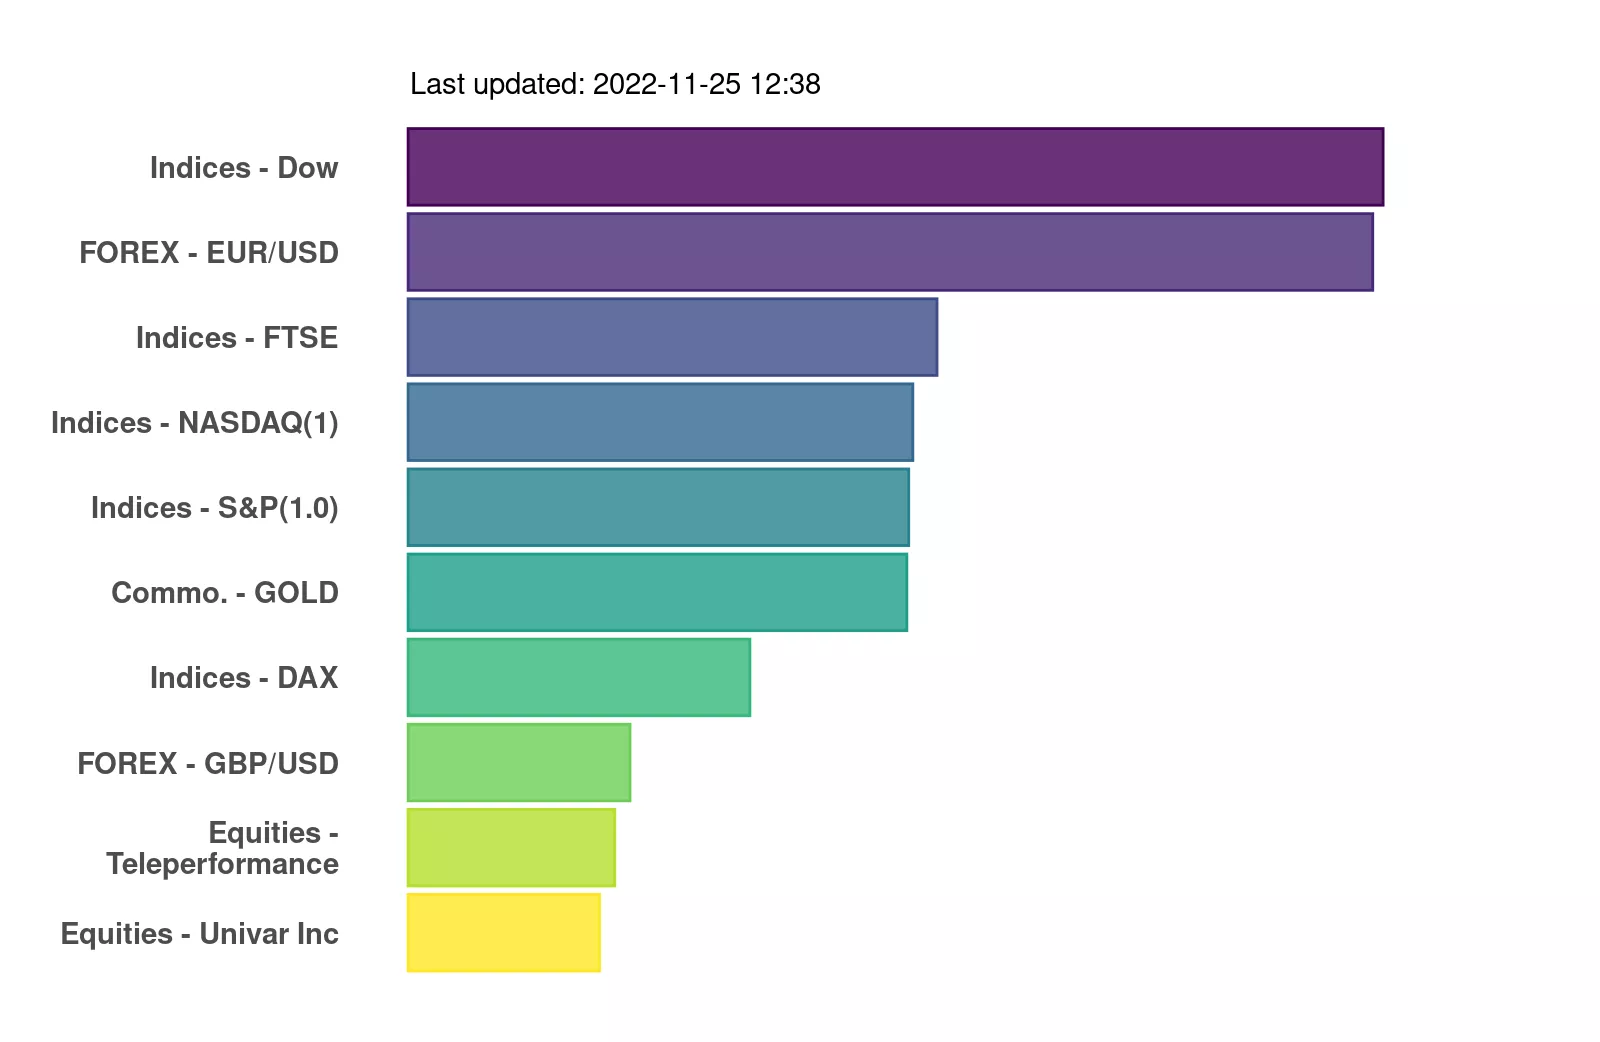 Last updated: 2022-11-25 12:38
Indices - Dow
FOREX - EUR/USD
Indices - FTSE
Indices - NASDAQ(1)
Indices - S&P(1.0)
Commo. - GOLD
Indices - DAX
FOREX - GBP/USD
Equities -
Teleperformance
Equities - Univar Inc